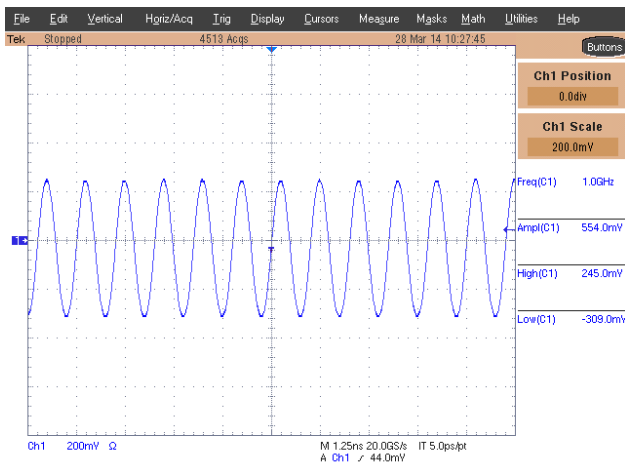 File Edit Vertical Horiz/Acq Trig Display Cursors Measure Masks Math Utilities Help
Tek Stopped 4513 Acqs 28 Mar 14 10:27:45
Buttons
Ch1 Position
0.0div
Ch1 Scale
200.0mV
Freq(C1) 1.0GHz
Ampl(C1) 554.0mV
1
T
High(C1) 245.0mV
Low(C1) -309.0mV
Ch1 200mV Ω M 1.25ns 20.0GS/s IT 5.0ps/pt
A Ch1 ⁄ 44.0mV